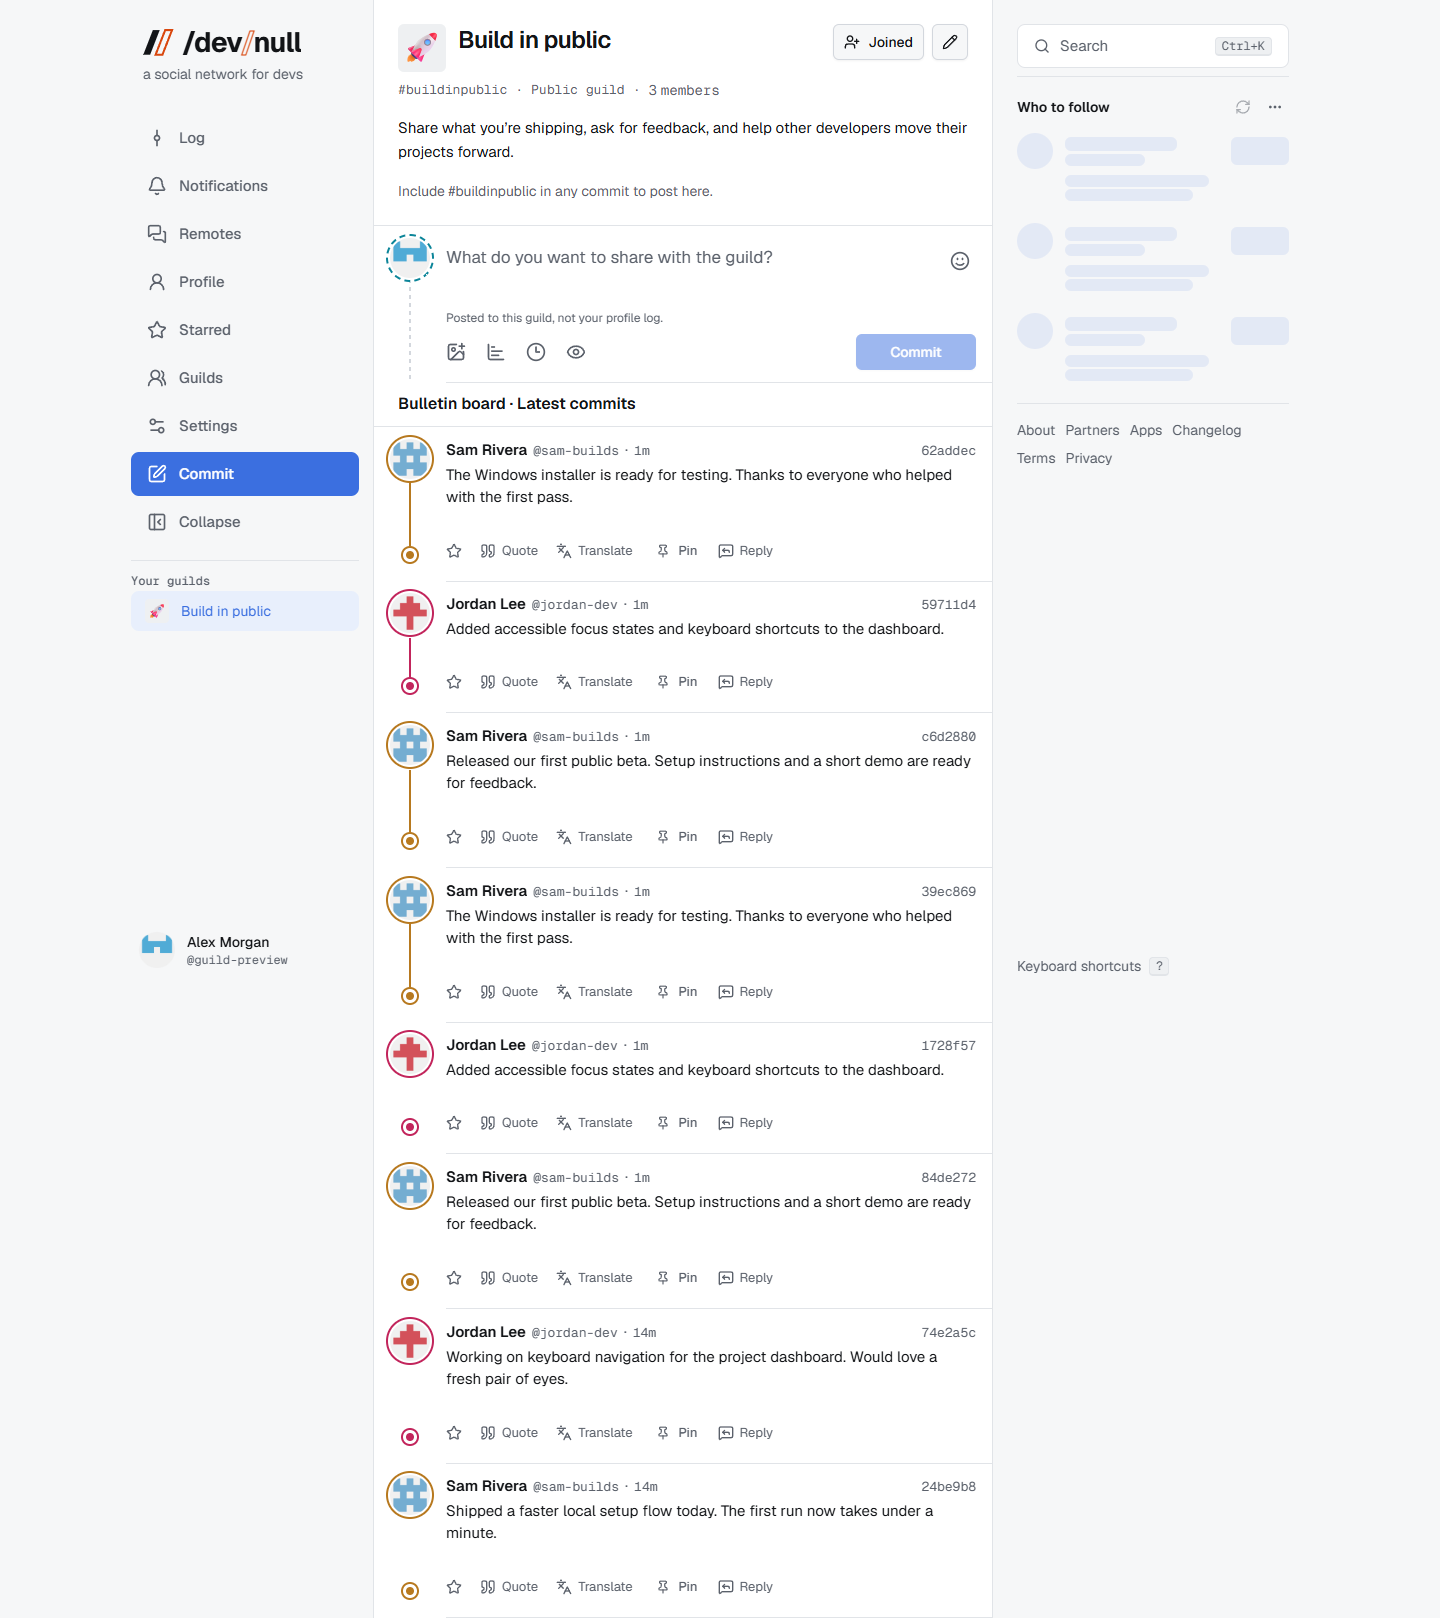 /dev//null
a social network for devs
Log
Notifications
Remotes
Profile
Starred
Guilds
Settings
Commit
Collapse
Your guilds
Build in public
Alex Morgan
@guild-preview
Build in public
Joined
#buildinpublic · Public guild · 3 members
Share what you’re shipping, ask for feedback, and help other developers move their
projects forward.
Include #buildinpublic in any commit to post here.
What do you want to share with the guild?
Posted to this guild, not your profile log.
Commit
Bulletin board · Latest commits
Sam Rivera @sam-builds · 1m 62addec
The Windows installer is ready for testing. Thanks to everyone who helped
with the first pass.
Quote Translate Pin Reply
Jordan Lee @jordan-dev · 1m 59711d4
Added accessible focus states and keyboard shortcuts to the dashboard.
Quote Translate Pin Reply
Sam Rivera @sam-builds · 1m c6d2880
Released our first public beta. Setup instructions and a short demo are ready
for feedback.
Quote Translate Pin Reply
Sam Rivera @sam-builds · 1m 39ec869
The Windows installer is ready for testing. Thanks to everyone who helped
with the first pass.
Quote Translate Pin Reply
Jordan Lee @jordan-dev · 1m 1728f57
Added accessible focus states and keyboard shortcuts to the dashboard.
Quote Translate Pin Reply
Sam Rivera @sam-builds · 1m 84de272
Released our first public beta. Setup instructions and a short demo are ready
for feedback.
Quote Translate Pin Reply
Jordan Lee @jordan-dev · 14m 74e2a5c
Working on keyboard navigation for the project dashboard. Would love a
fresh pair of eyes.
Quote Translate Pin Reply
Sam Rivera @sam-builds · 14m 24be9b8
Shipped a faster local setup flow today. The first run now takes under a
minute.
Quote Translate Pin Reply
Search Ctrl+K
Who to follow
About Partners Apps Changelog
Terms Privacy
Keyboard shortcuts ?